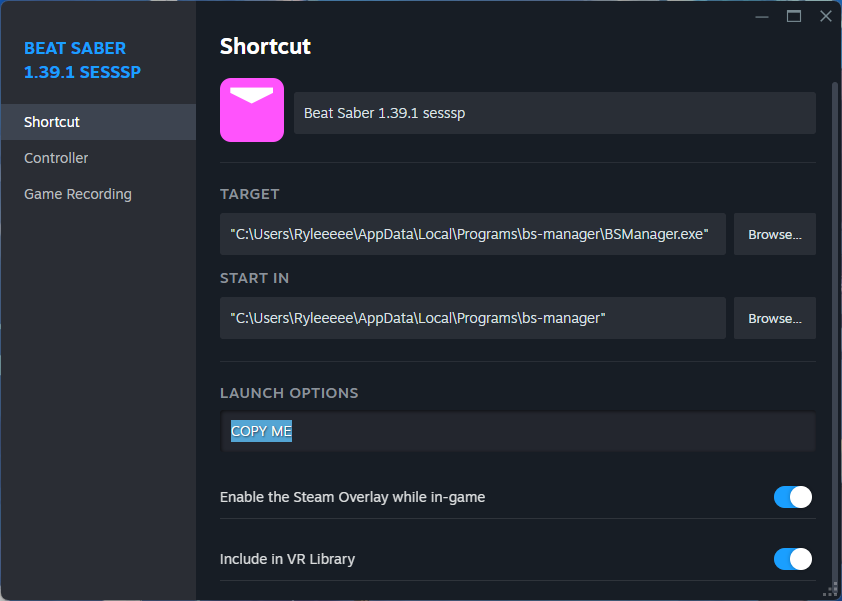 BEAT SABER
1.39.1 SESSSP
Shortcut
Controller
Game Recording
Shortcut
Beat Saber 1.39.1 sesssp
TARGET
"C:\Users\Ryleeeee\AppData\Local\Programs\bs-manager\BSManager.exe"
Browse...
START IN
"C:\Users\Ryleeeee\AppData\Local\Programs\bs-manager"
Browse...
LAUNCH OPTIONS
COPY ME
Enable the Steam Overlay while in-game
Include in VR Library